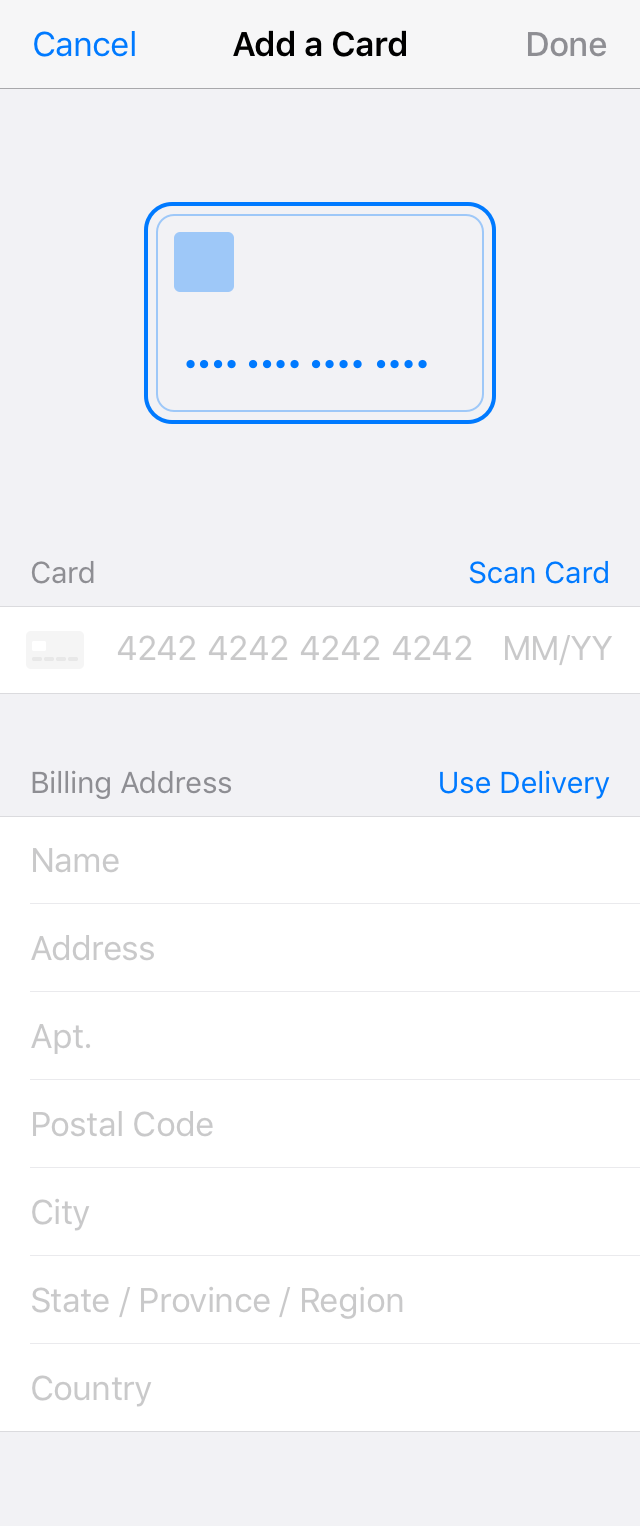 Cancel Add a Card Done
Card Scan Card
4242 4242 4242 4242 MM/YY
Billing Address Use Delivery
Name
Address
Apt.
Postal Code
City
State / Province / Region
Country